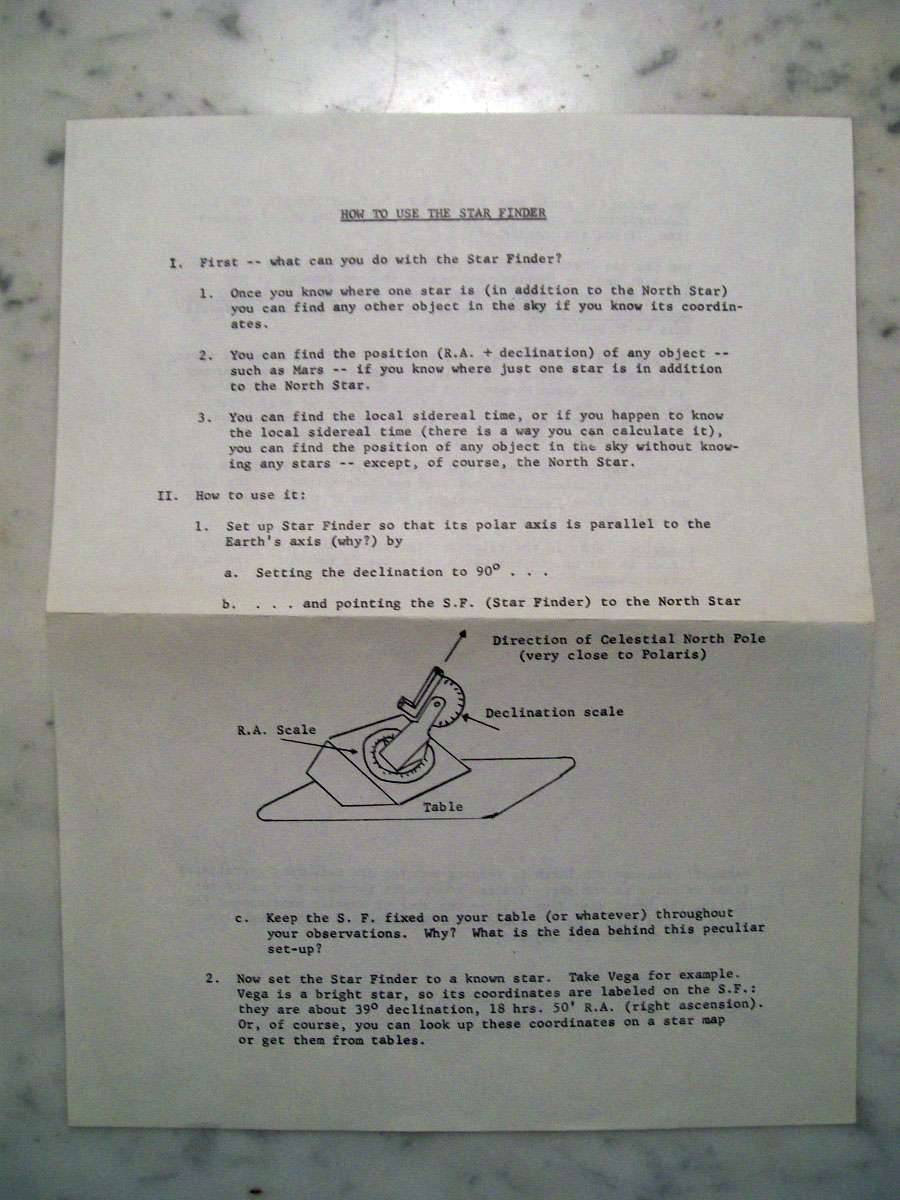 HOW TO USE THE STAR FINDER
I. First -- what can you do with the Star Finder?
1. Once you know where one star is (in addition to the North Star)
you can find any other object in the sky if you know its coordin-
ates.
2. You can find the position (R.A. + declination) of any object --
such as Mars -- if you know where just one star is in addition
to the North Star.
3. You can find the local sidereal time, or if you happen to know
the local sidereal time (there is a way you can calculate it),
you can find the position of any object in the sky without know-
ing any stars -- except, of course, the North Star.
II. How to use it:
1. Set up Star Finder so that its polar axis is parallel to the
Earth's axis (why?) by
a. Setting the declination to 90° . . .
b. . . . and pointing the S.F. (Star Finder) to the North Star
Direction of Celestial North Pole
(very close to Polaris)
Declination scale
R.A. Scale
Table
c. Keep the S. F. fixed on your table (or whatever) throughout
your observations. Why? What is the idea behind this peculiar
set-up?
2. Now set the Star Finder to a known star. Take Vega for example.
Vega is a bright star, so its coordinates are labeled on the S.F.:
they are about 39° declination, 18 hrs. 50' R.A. (right ascension).
Or, of course, you can look up these coordinates on a star map
or get them from tables.